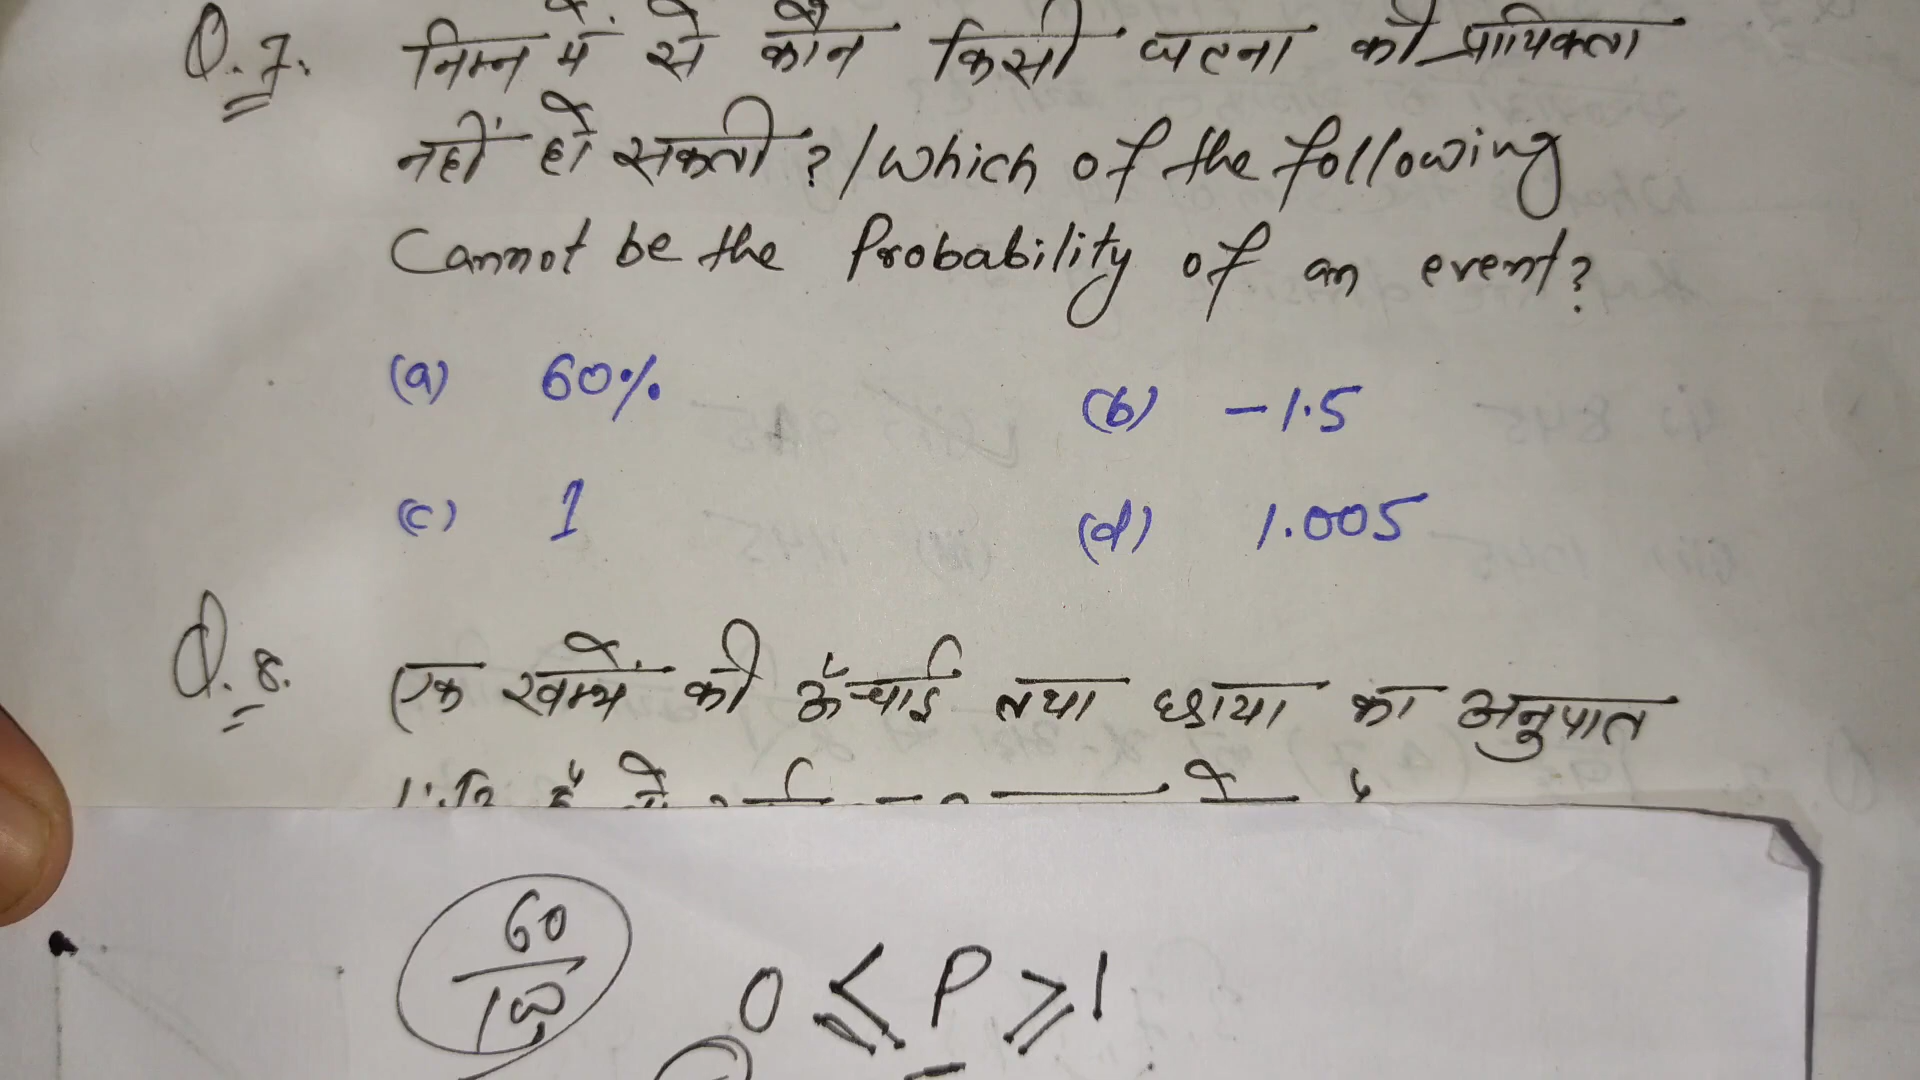 Q.7. निम्न में से कौन किसी घटना की प्रायिकता
नहीं हो सकती ? / Which of the following
Cannot be the Probability of an event?
(a) 60% (b) -1.5
(c) 1 (d) 1.005
Q.8. एक खम्भें की ऊँचाई तथा छाया का अनुपात
60
100
0 ≤ P ≥ 1